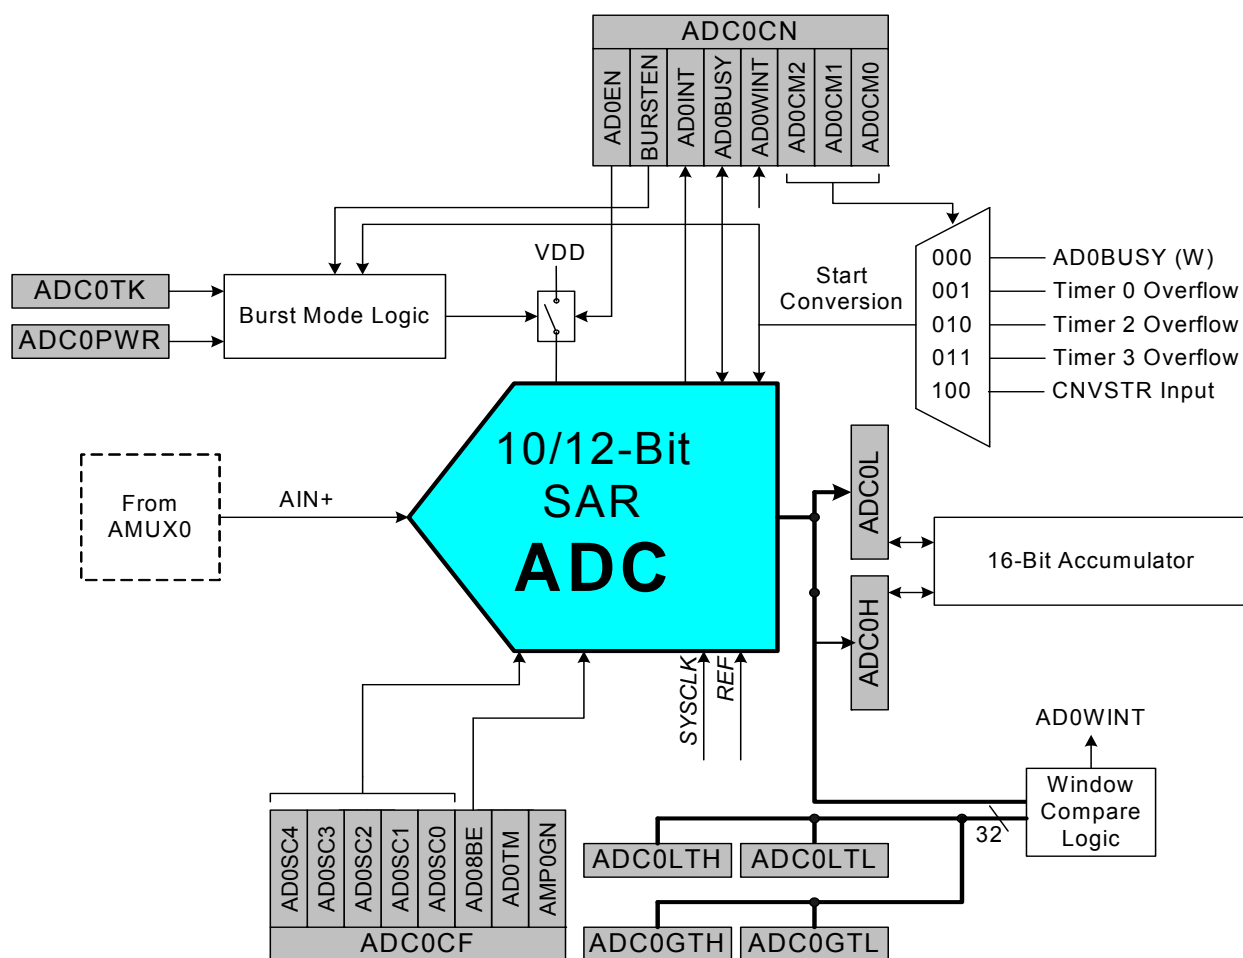 ADC0CN
AD0EN
BURSTEN
AD0INT
AD0BUSY
AD0WINT
AD0CM2
AD0CM1
AD0CM0
VDD
Start
Conversion
000
AD0BUSY (W)
001
Timer 0 Overflow
010
Timer 2 Overflow
011
Timer 3 Overflow
100
CNVSTR Input
ADC0TK
ADC0PWR
Burst Mode Logic
10/12-Bit
SAR
ADC
From
AMUX0
AIN+
ADC0L
ADC0H
16-Bit Accumulator
SYSCLK
REF
AD0WINT
Window
Compare
Logic
32
AD0SC4
AD0SC3
AD0SC2
AD0SC1
AD0SC0
AD08BE
AD0TM
AMP0GN
ADC0CF
ADC0LTH
ADC0LTL
ADC0GTH
ADC0GTL